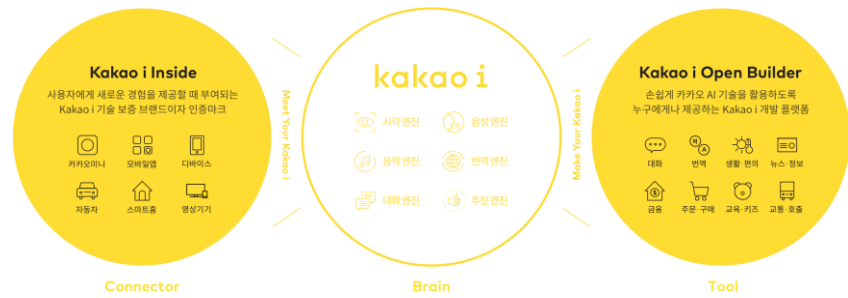 Kakao i Inside
사용자에게 새로운 경험을 제공할 때 부여되는
Kakao i 기술 보증 브랜드이자 인증마크
카카오미니 모바일앱 디바이스
자동차 스마트홈 영상기기
Connector
Meet Your Kakao i
kakao i
시각엔진 음성엔진
음악엔진 번역엔진
대화엔진 추천엔진
Brain
Make Your Kakao i
Kakao i Open Builder
손쉽게 카카오 AI 기술을 활용하도록
누구에게나 제공하는 Kakao i 개발 플랫폼
대화 번역 생활·편의 뉴스·정보
금융 주문·구매 교육·키즈 교통·호출
Tool